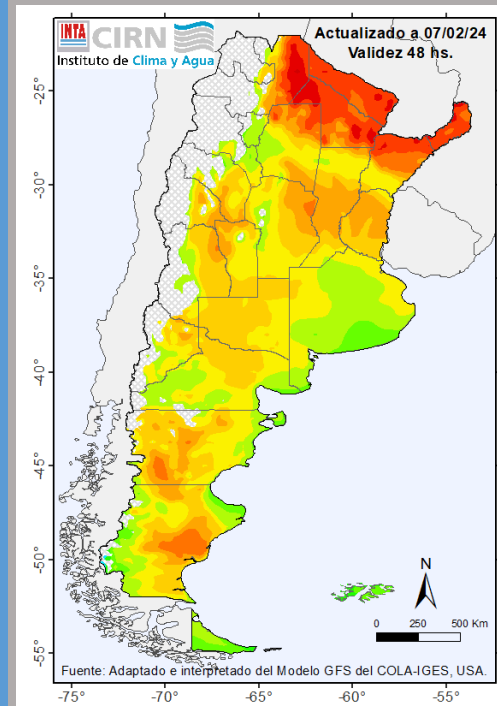 INTA CIRN
Instituto de Clima y Agua
Actualizado a 07/02/24
Validez 48 hs.
-25°
-30°
-35°
-40°
-45°
-50°
-55°
N
0 250 500 Km
Fuente: Adaptado e interpretado del Modelo GFS del COLA-IGES, USA.
-75° -70° -65° -60° -55°